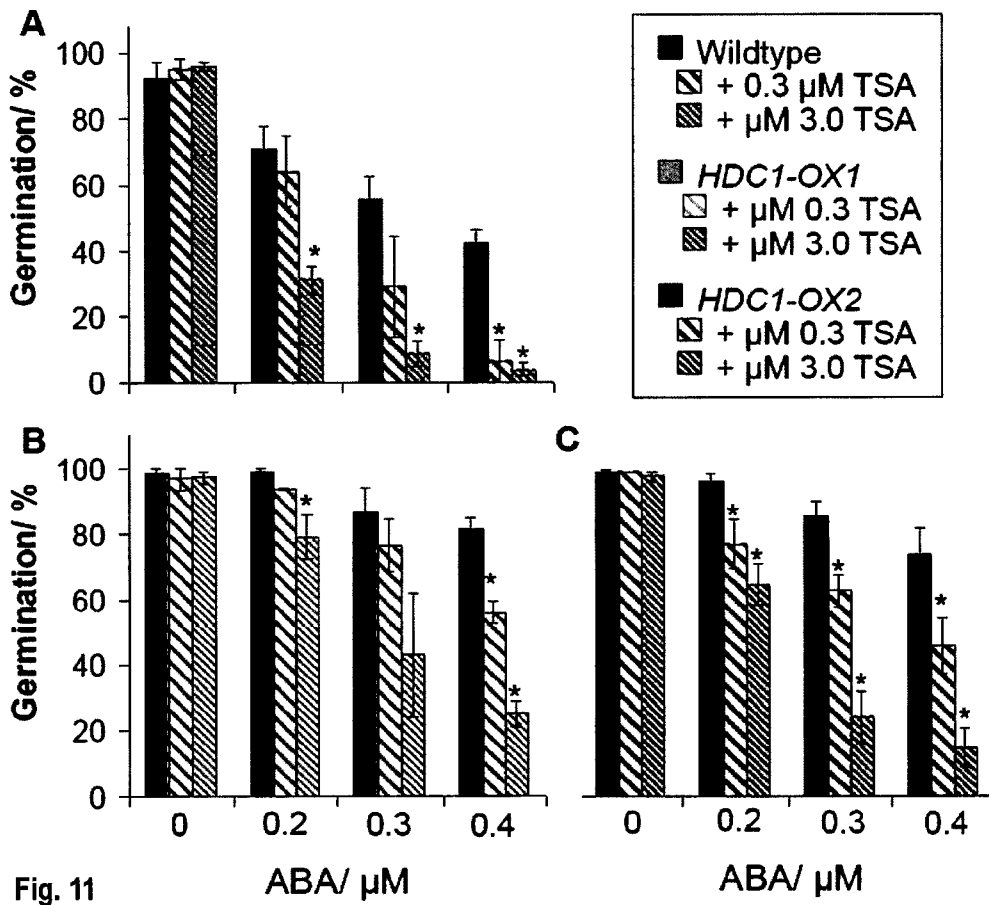 A
Germination/ %
100
80
60
40
20
0
*
*
*
*
Wildtype
+ 0.3 µM TSA
+ µM 3.0 TSA
HDC1-OX1
+ µM 0.3 TSA
+ µM 3.0 TSA
HDC1-OX2
+ µM 0.3 TSA
+ µM 3.0 TSA
B
Germination/ %
100
80
60
40
20
0
*
*
*
0 0.2 0.3 0.4
ABA/ µM
C
*
*
*
*
*
*
0 0.2 0.3 0.4
ABA/ µM
Fig. 11